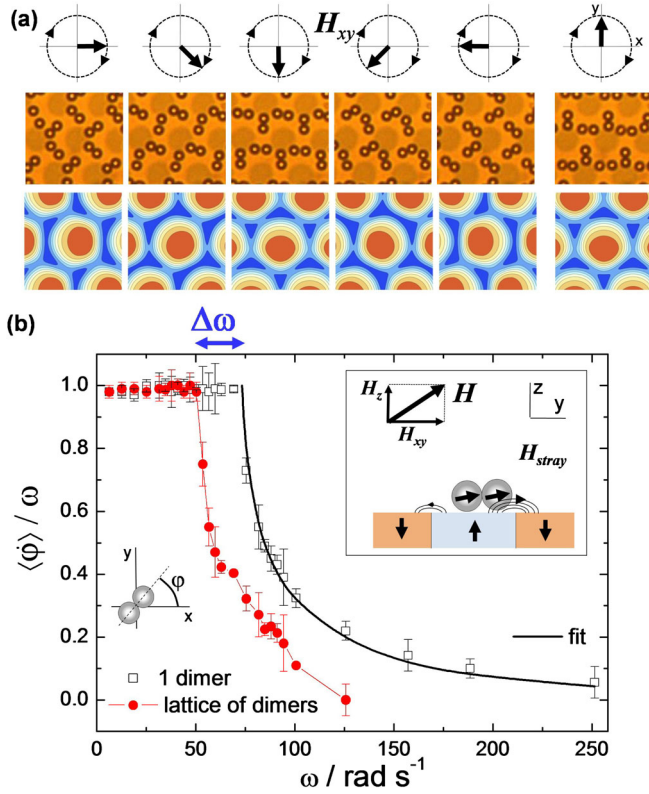 (a)
H_xy
y
x
(b)
Δω
1.0
0.8
0.6
0.4
0.2
0.0
⟨φ̇⟩ / ω
H_z
H
H_xy
z
y
H_stray
y
φ
x
1 dimer
lattice of dimers
fit
0 50 100 150 200 250
ω / rad s⁻¹